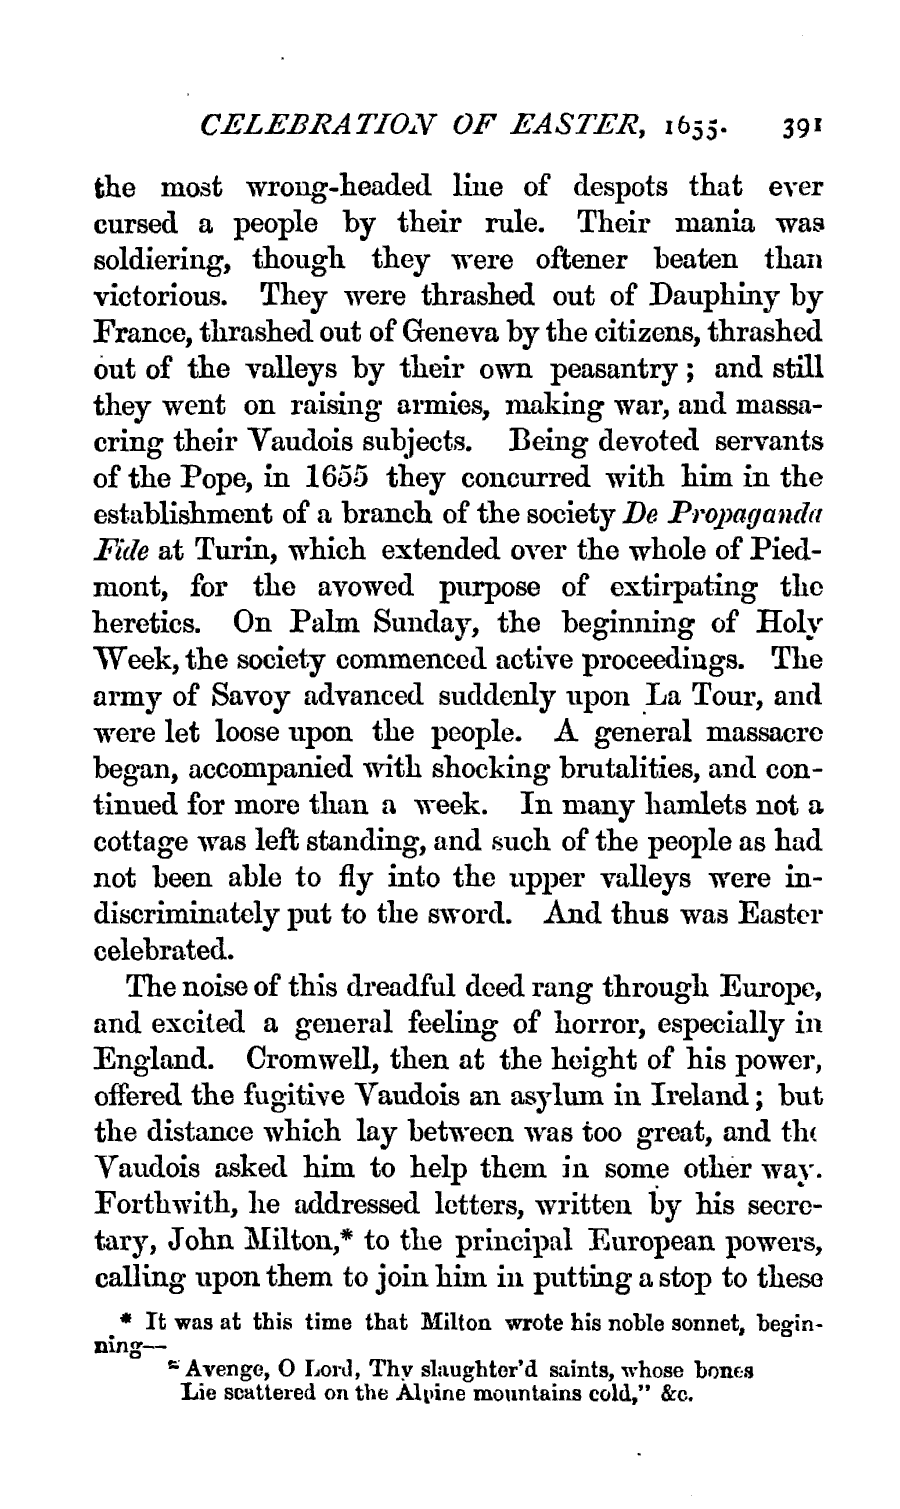 CELEBRATION OF EASTER, 1655. 391
the most wrong-headed line of despots that ever
cursed a people by their rule. Their mania was
soldiering, though they were oftener beaten than
victorious. They were thrashed out of Dauphiny by
France, thrashed out of Geneva by the citizens, thrashed
out of the valleys by their own peasantry; and still
they went on raising armies, making war, and massa-
cring their Vaudois subjects. Being devoted servants
of the Pope, in 1655 they concurred with him in the
establishment of a branch of the society De Propaganda
Fide at Turin, which extended over the whole of Pied-
mont, for the avowed purpose of extirpating the
heretics. On Palm Sunday, the beginning of Holy
Week, the society commenced active proceedings. The
army of Savoy advanced suddenly upon La Tour, and
were let loose upon the people. A general massacre
began, accompanied with shocking brutalities, and con-
tinued for more than a week. In many hamlets not a
cottage was left standing, and such of the people as had
not been able to fly into the upper valleys were in-
discriminately put to the sword. And thus was Easter
celebrated.
The noise of this dreadful deed rang through Europe,
and excited a general feeling of horror, especially in
England. Cromwell, then at the height of his power,
offered the fugitive Vaudois an asylum in Ireland; but
the distance which lay between was too great, and the
Vaudois asked him to help them in some other way.
Forthwith, he addressed letters, written by his secre-
tary, John Milton,* to the principal European powers,
calling upon them to join him in putting a stop to these
* It was at this time that Milton wrote his noble sonnet, begin-
ning—
"Avenge, O Lord, Thy slaughter'd saints, whose bones
Lie scattered on the Alpine mountains cold," &c.